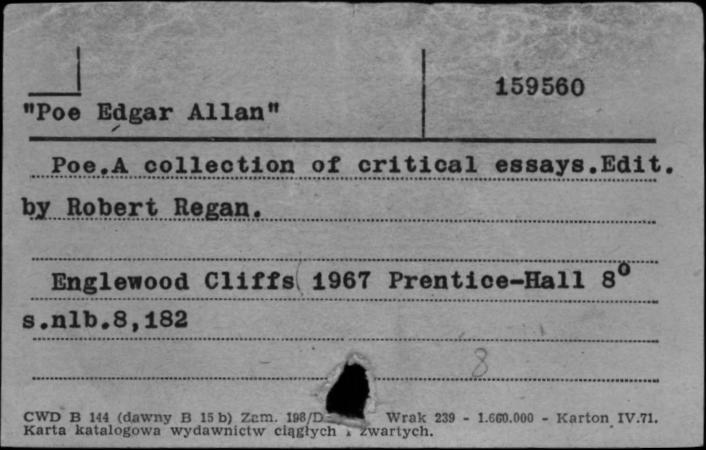 159560
"Poe Edgar Allan"
Poe.A collection of critical essays.Edit.
by Robert Regan.
Englewood Cliffs 1967 Prentice-Hall 8°
s.nlb.8,182
8
CWD B 144 (dawny B 15 b) Zam. 198/D Wrak 239 - 1.660.000 - Karton IV.71.
Karta katalogowa wydawnictw ciągłych i zwartych.